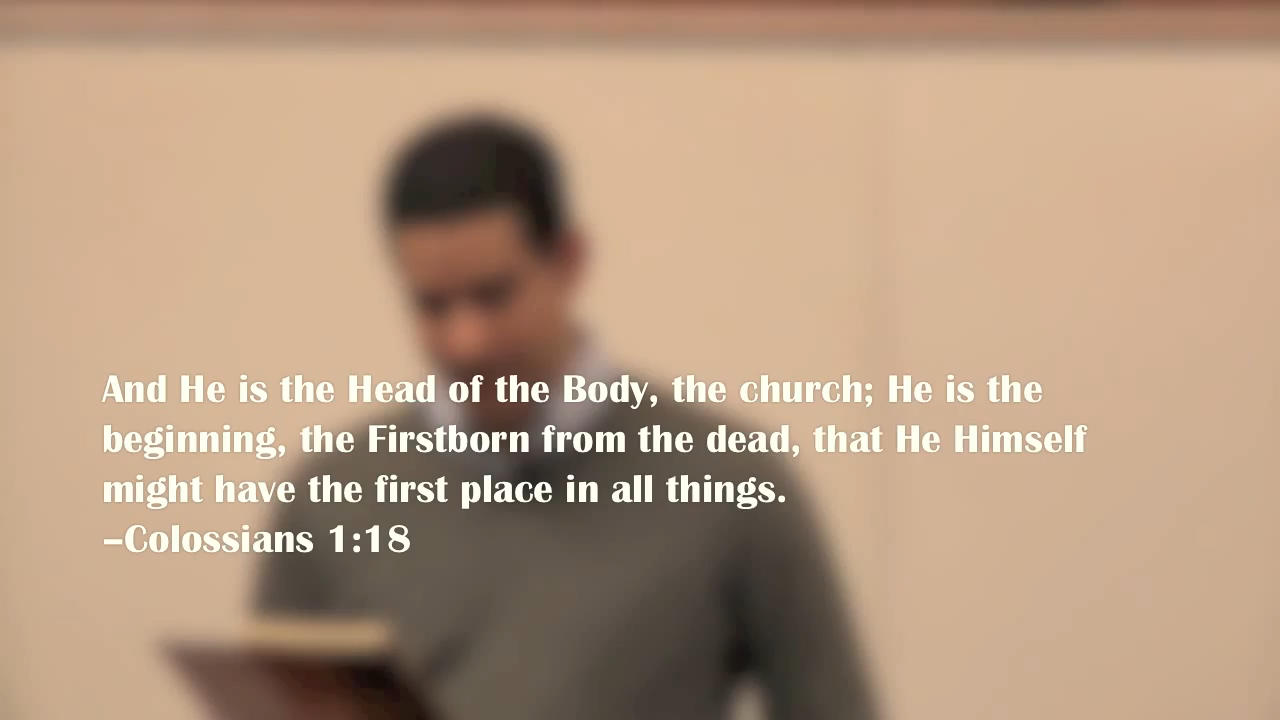 And He is the Head of the Body, the church; He is the
beginning, the Firstborn from the dead, that He Himself
might have the first place in all things.
–Colossians 1:18